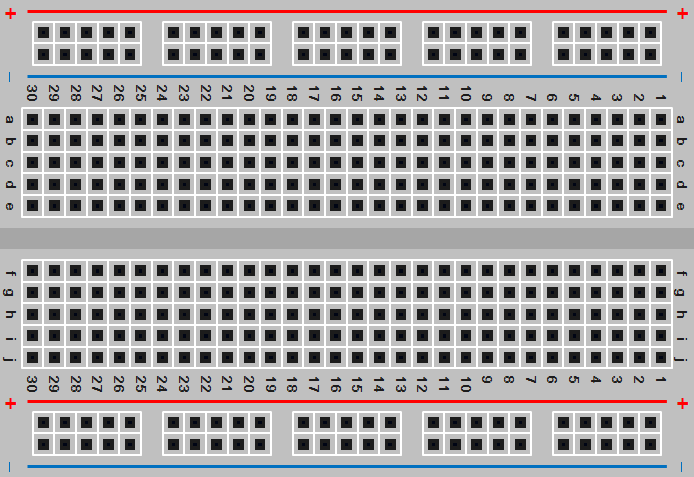 + +
– –
30 29 28 27 26 25 24 23 22 21 20 19 18 17 16 15 14 13 12 11 10 9 8 7 6 5 4 3 2 1
a a
b b
c c
d d
e e
f f
g g
h h
i i
j j
30 29 28 27 26 25 24 23 22 21 20 19 18 17 16 15 14 13 12 11 10 9 8 7 6 5 4 3 2 1
+ +
– –